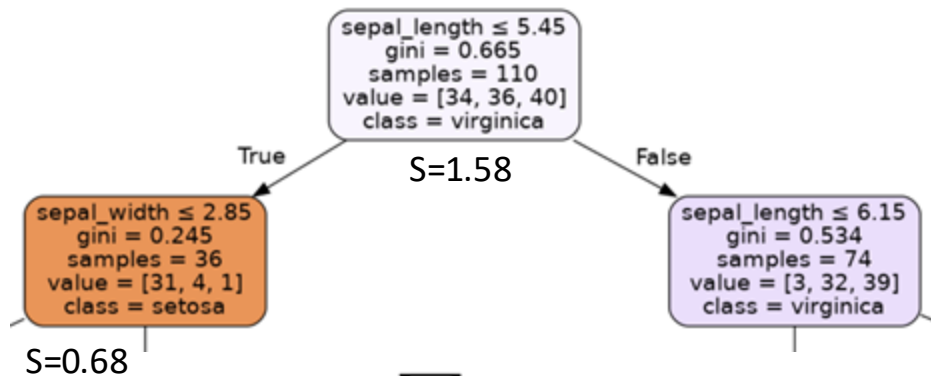 sepal_length ≤ 5.45
gini = 0.665
samples = 110
value = [34, 36, 40]
class = virginica
True
False
S=1.58
sepal_width ≤ 2.85
gini = 0.245
samples = 36
value = [31, 4, 1]
class = setosa
sepal_length ≤ 6.15
gini = 0.534
samples = 74
value = [3, 32, 39]
class = virginica
S=0.68